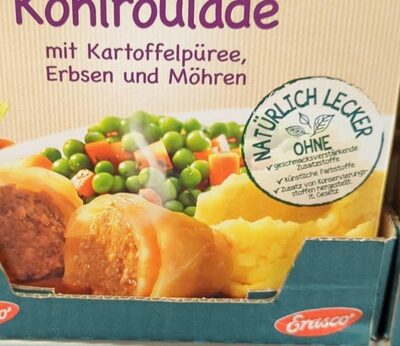 Kohlroulade
mit Kartoffelpüree,
Erbsen und Möhren
NATÜRLICH LECKER
OHNE
geschmacksverstärkende
Zusatzstoffe
künstliche Farbstoffe
Zusatz von Konservierungs-
stoffen hergestellt
lt. Gesetz
Erasco
Erasco